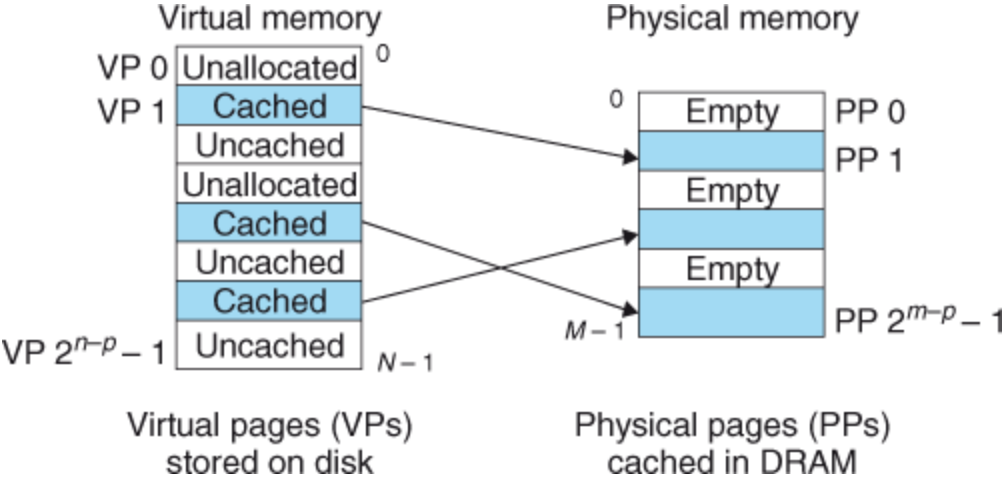 Virtual memory
Physical memory
VP 0 Unallocated 0
VP 1 Cached
Uncached
Unallocated
Cached
Uncached
Cached
VP 2^{n–p} – 1 Uncached
N – 1
0 Empty PP 0
PP 1
Empty
Empty
M – 1 PP 2^{m–p} – 1
Virtual pages (VPs)
stored on disk
Physical pages (PPs)
cached in DRAM